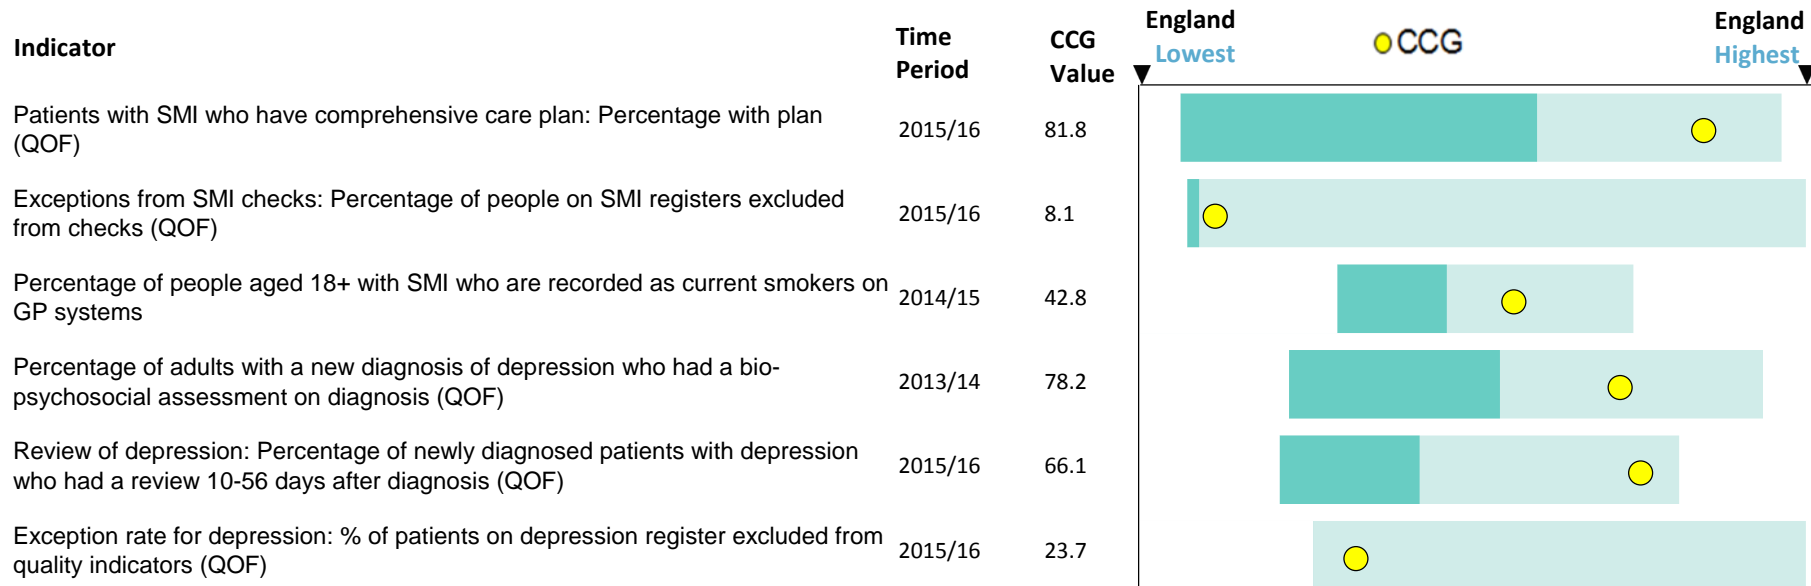 Indicator
Time Period
CCG Value
England Lowest
CCG
England Highest
Patients with SMI who have comprehensive care plan: Percentage with plan
(QOF)
2015/16
81.8
Exceptions from SMI checks: Percentage of people on SMI registers excluded
from checks (QOF)
2015/16
8.1
Percentage of people aged 18+ with SMI who are recorded as current smokers on
GP systems
2014/15
42.8
Percentage of adults with a new diagnosis of depression who had a bio-
psychosocial assessment on diagnosis (QOF)
2013/14
78.2
Review of depression: Percentage of newly diagnosed patients with depression
who had a review 10-56 days after diagnosis (QOF)
2015/16
66.1
Exception rate for depression: % of patients on depression register excluded from
quality indicators (QOF)
2015/16
23.7